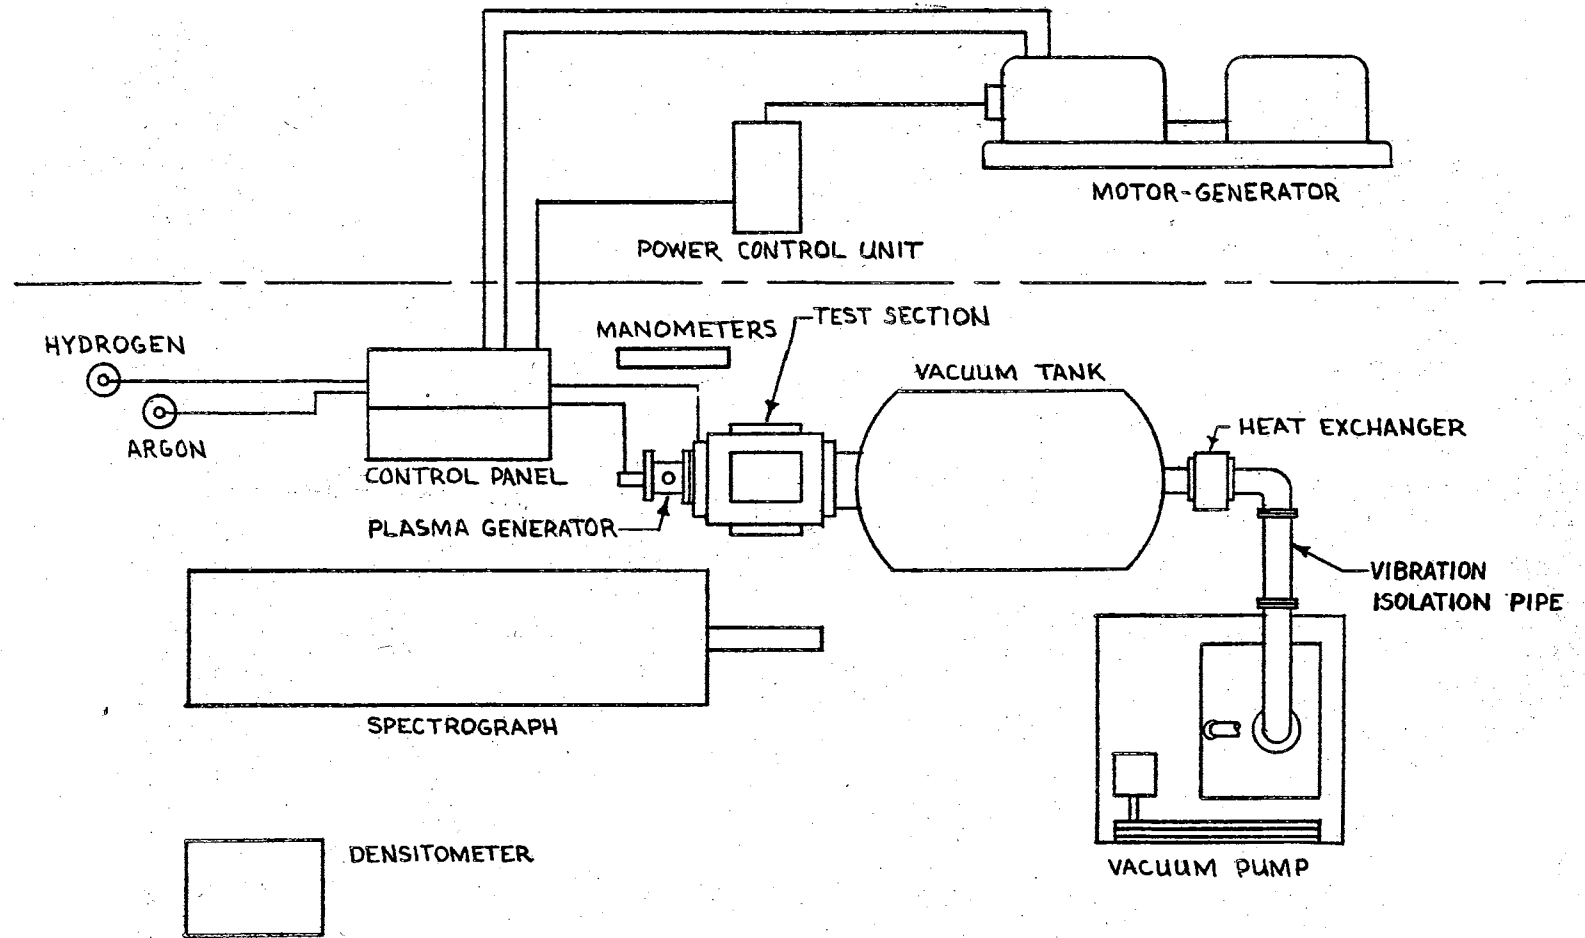 MOTOR-GENERATOR
POWER CONTROL UNIT
HYDROGEN
MANOMETERS
TEST SECTION
VACUUM TANK
ARGON
CONTROL PANEL
HEAT EXCHANGER
PLASMA GENERATOR
VIBRATION
ISOLATION PIPE
SPECTROGRAPH
DENSITOMETER
VACUUM PUMP